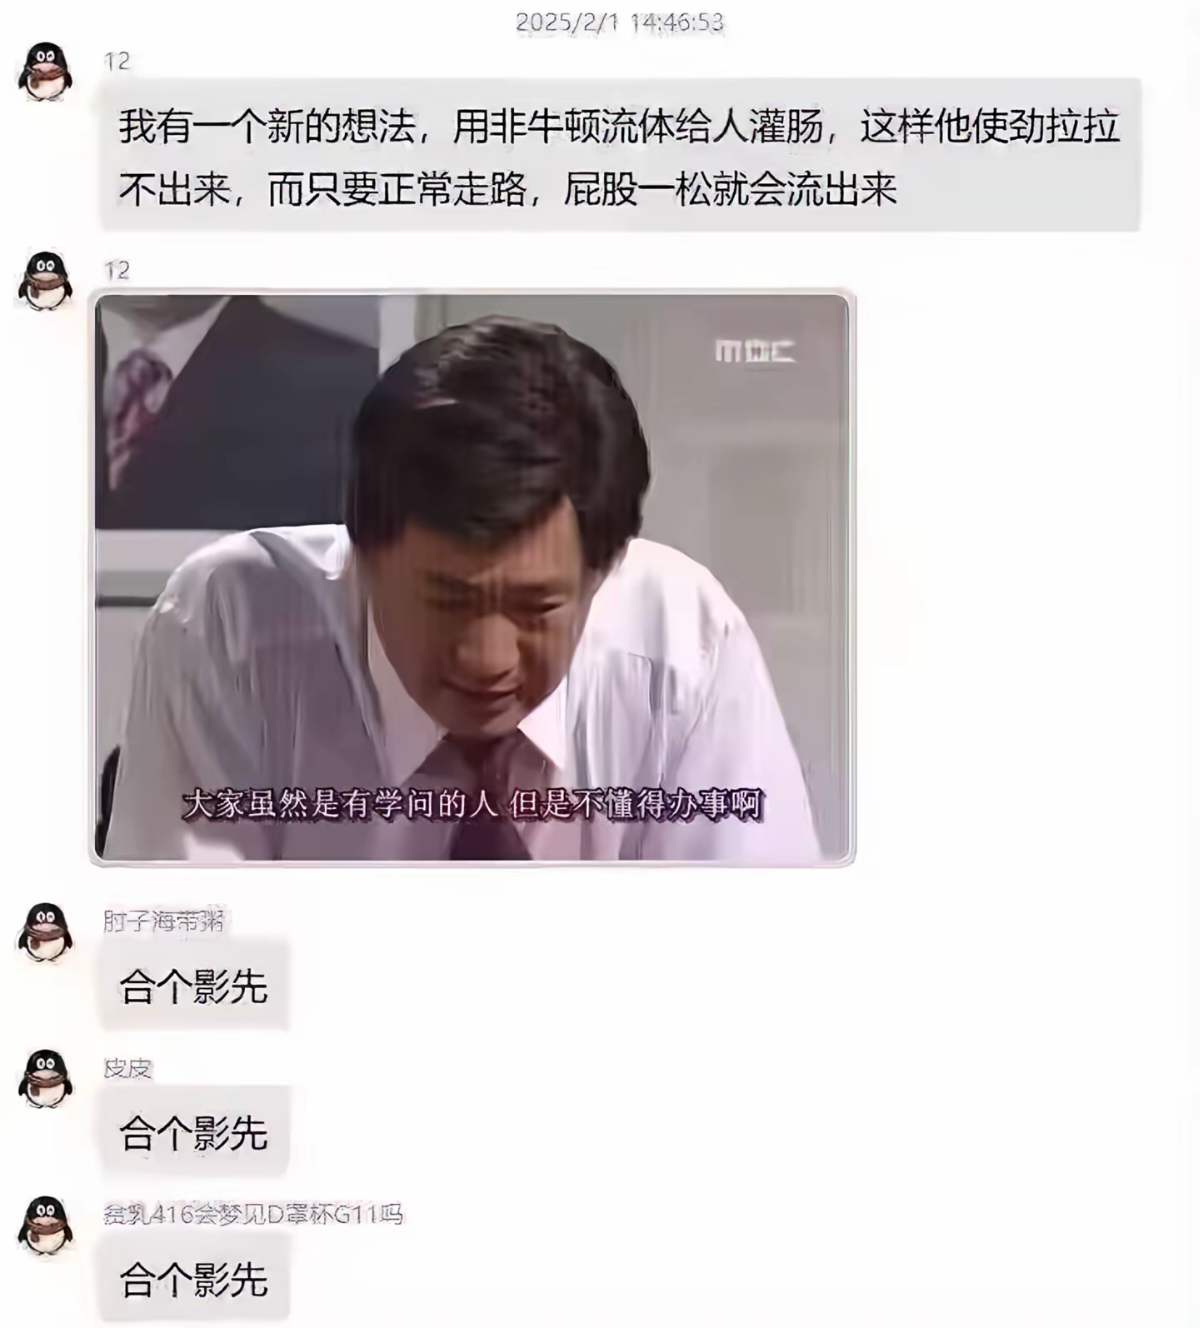 2025/2/1 14:46:53
12
我有一个新的想法，用非牛顿流体给人灌肠，这样他使劲拉拉
不出来，而只要正常走路，屁股一松就会流出来
12
mbc
大家虽然是有学问的人 但是不懂得办事啊
肘子海带粥
合个影先
皮皮
合个影先
贫乳416会梦见D罩杯G11吗
合个影先